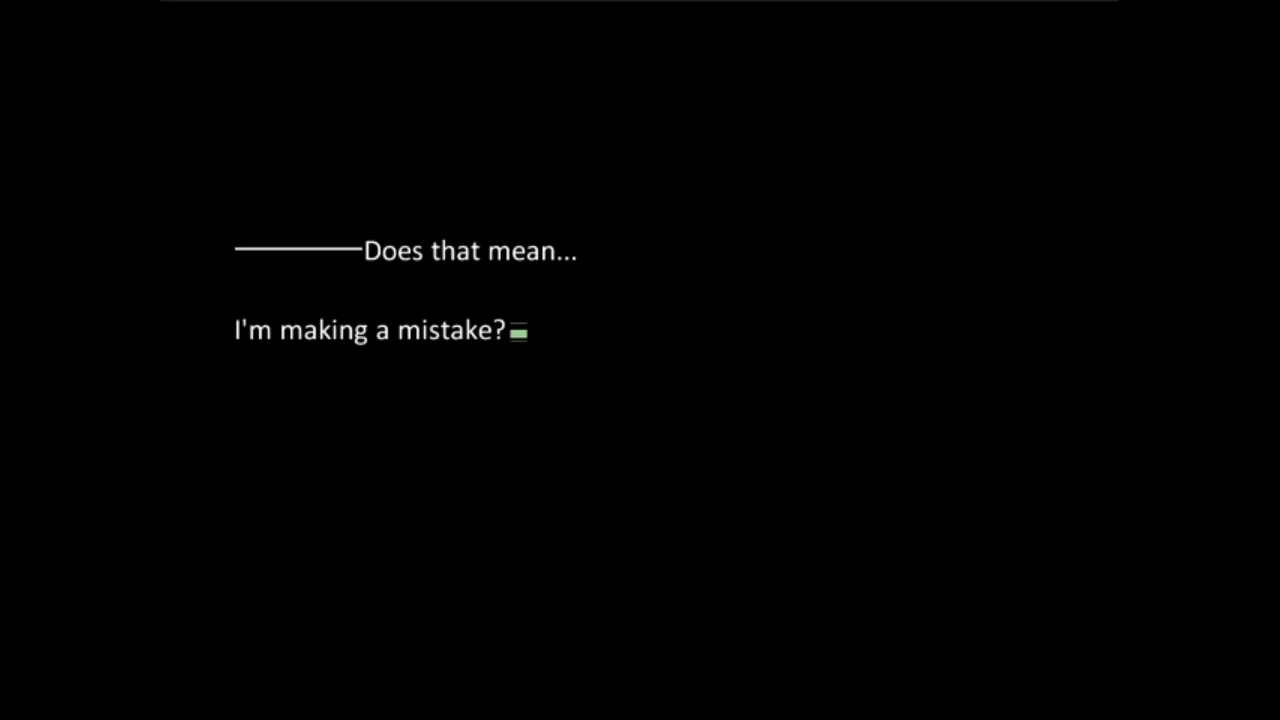 ————Does that mean...
I'm making a mistake?